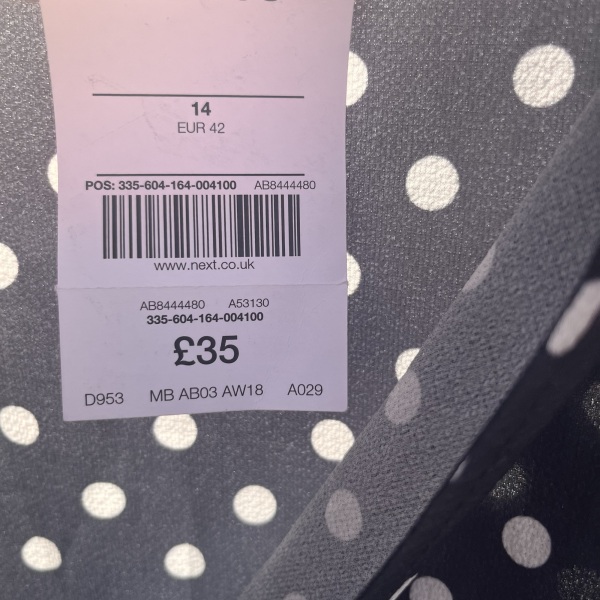 14
EUR 42
POS: 335-604-164-004100 AB8444480
www.next.co.uk
AB8444480 A53130
335-604-164-004100
£35
D953 MB AB03 AW18 A029